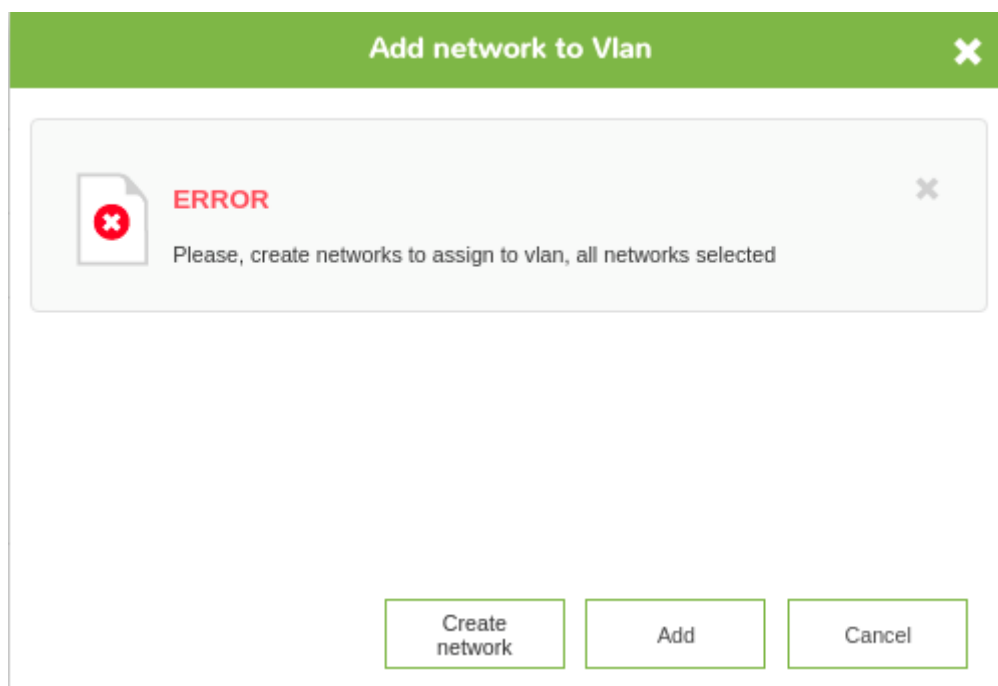 Add network to Vlan
ERROR
Please, create networks to assign to vlan, all networks selected
Create
network
Add
Cancel